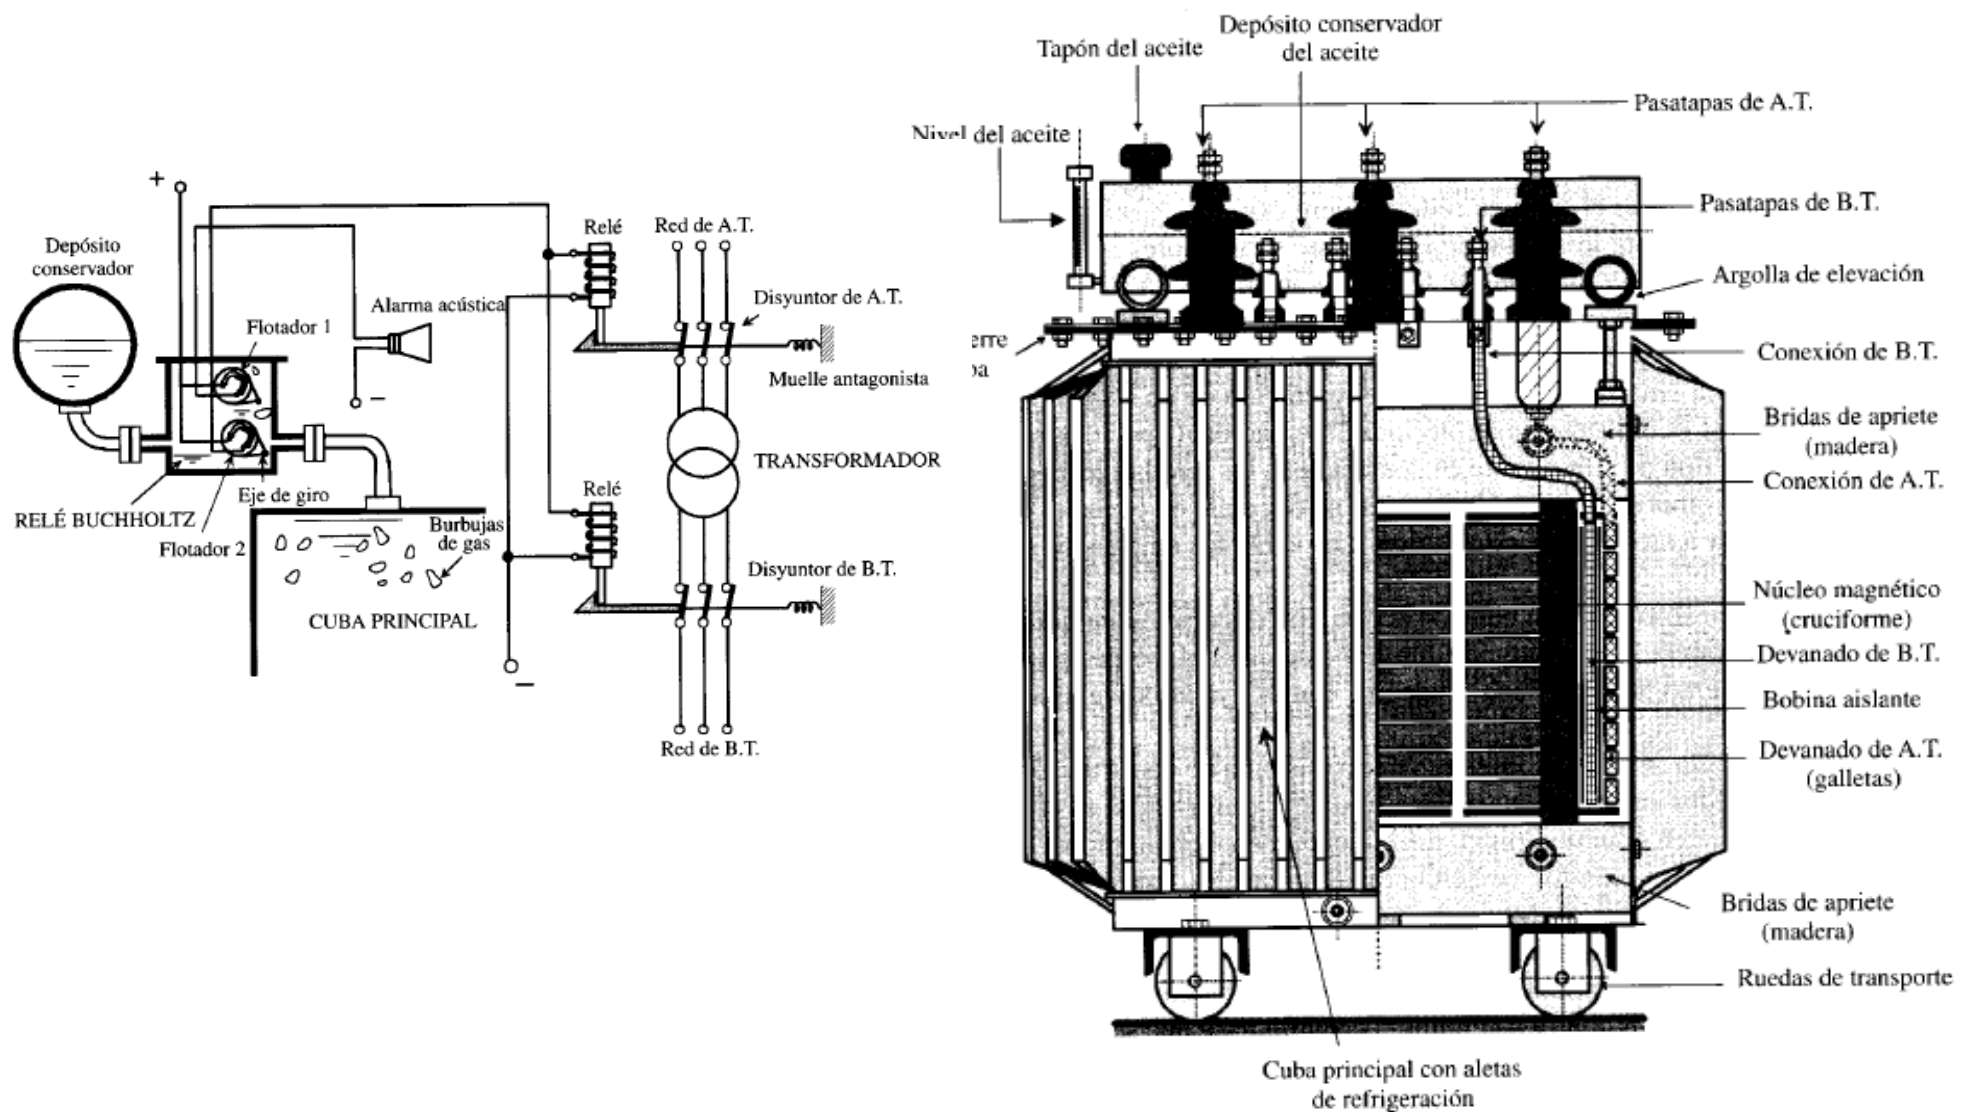 +
Depósito
conservador
Flotador 1
Alarma acústica
−
RELÉ BUCHHOLTZ
Eje de giro
Flotador 2
Burbujas
de gas
CUBA PRINCIPAL
−
Relé
Red de A.T.
Disyuntor de A.T.
Muelle antagonista
TRANSFORMADOR
Relé
Disyuntor de B.T.
Red de B.T.
Depósito conservador
del aceite
Tapón del aceite
Pasatapas de A.T.
Nivel del aceite
Pasatapas de B.T.
Argolla de elevación
erre
pa
Conexión de B.T.
Bridas de apriete
(madera)
Conexión de A.T.
Núcleo magnético
(cruciforme)
Devanado de B.T.
Bobina aislante
Devanado de A.T.
(galletas)
Bridas de apriete
(madera)
Ruedas de transporte
Cuba principal con aletas
de refrigeración